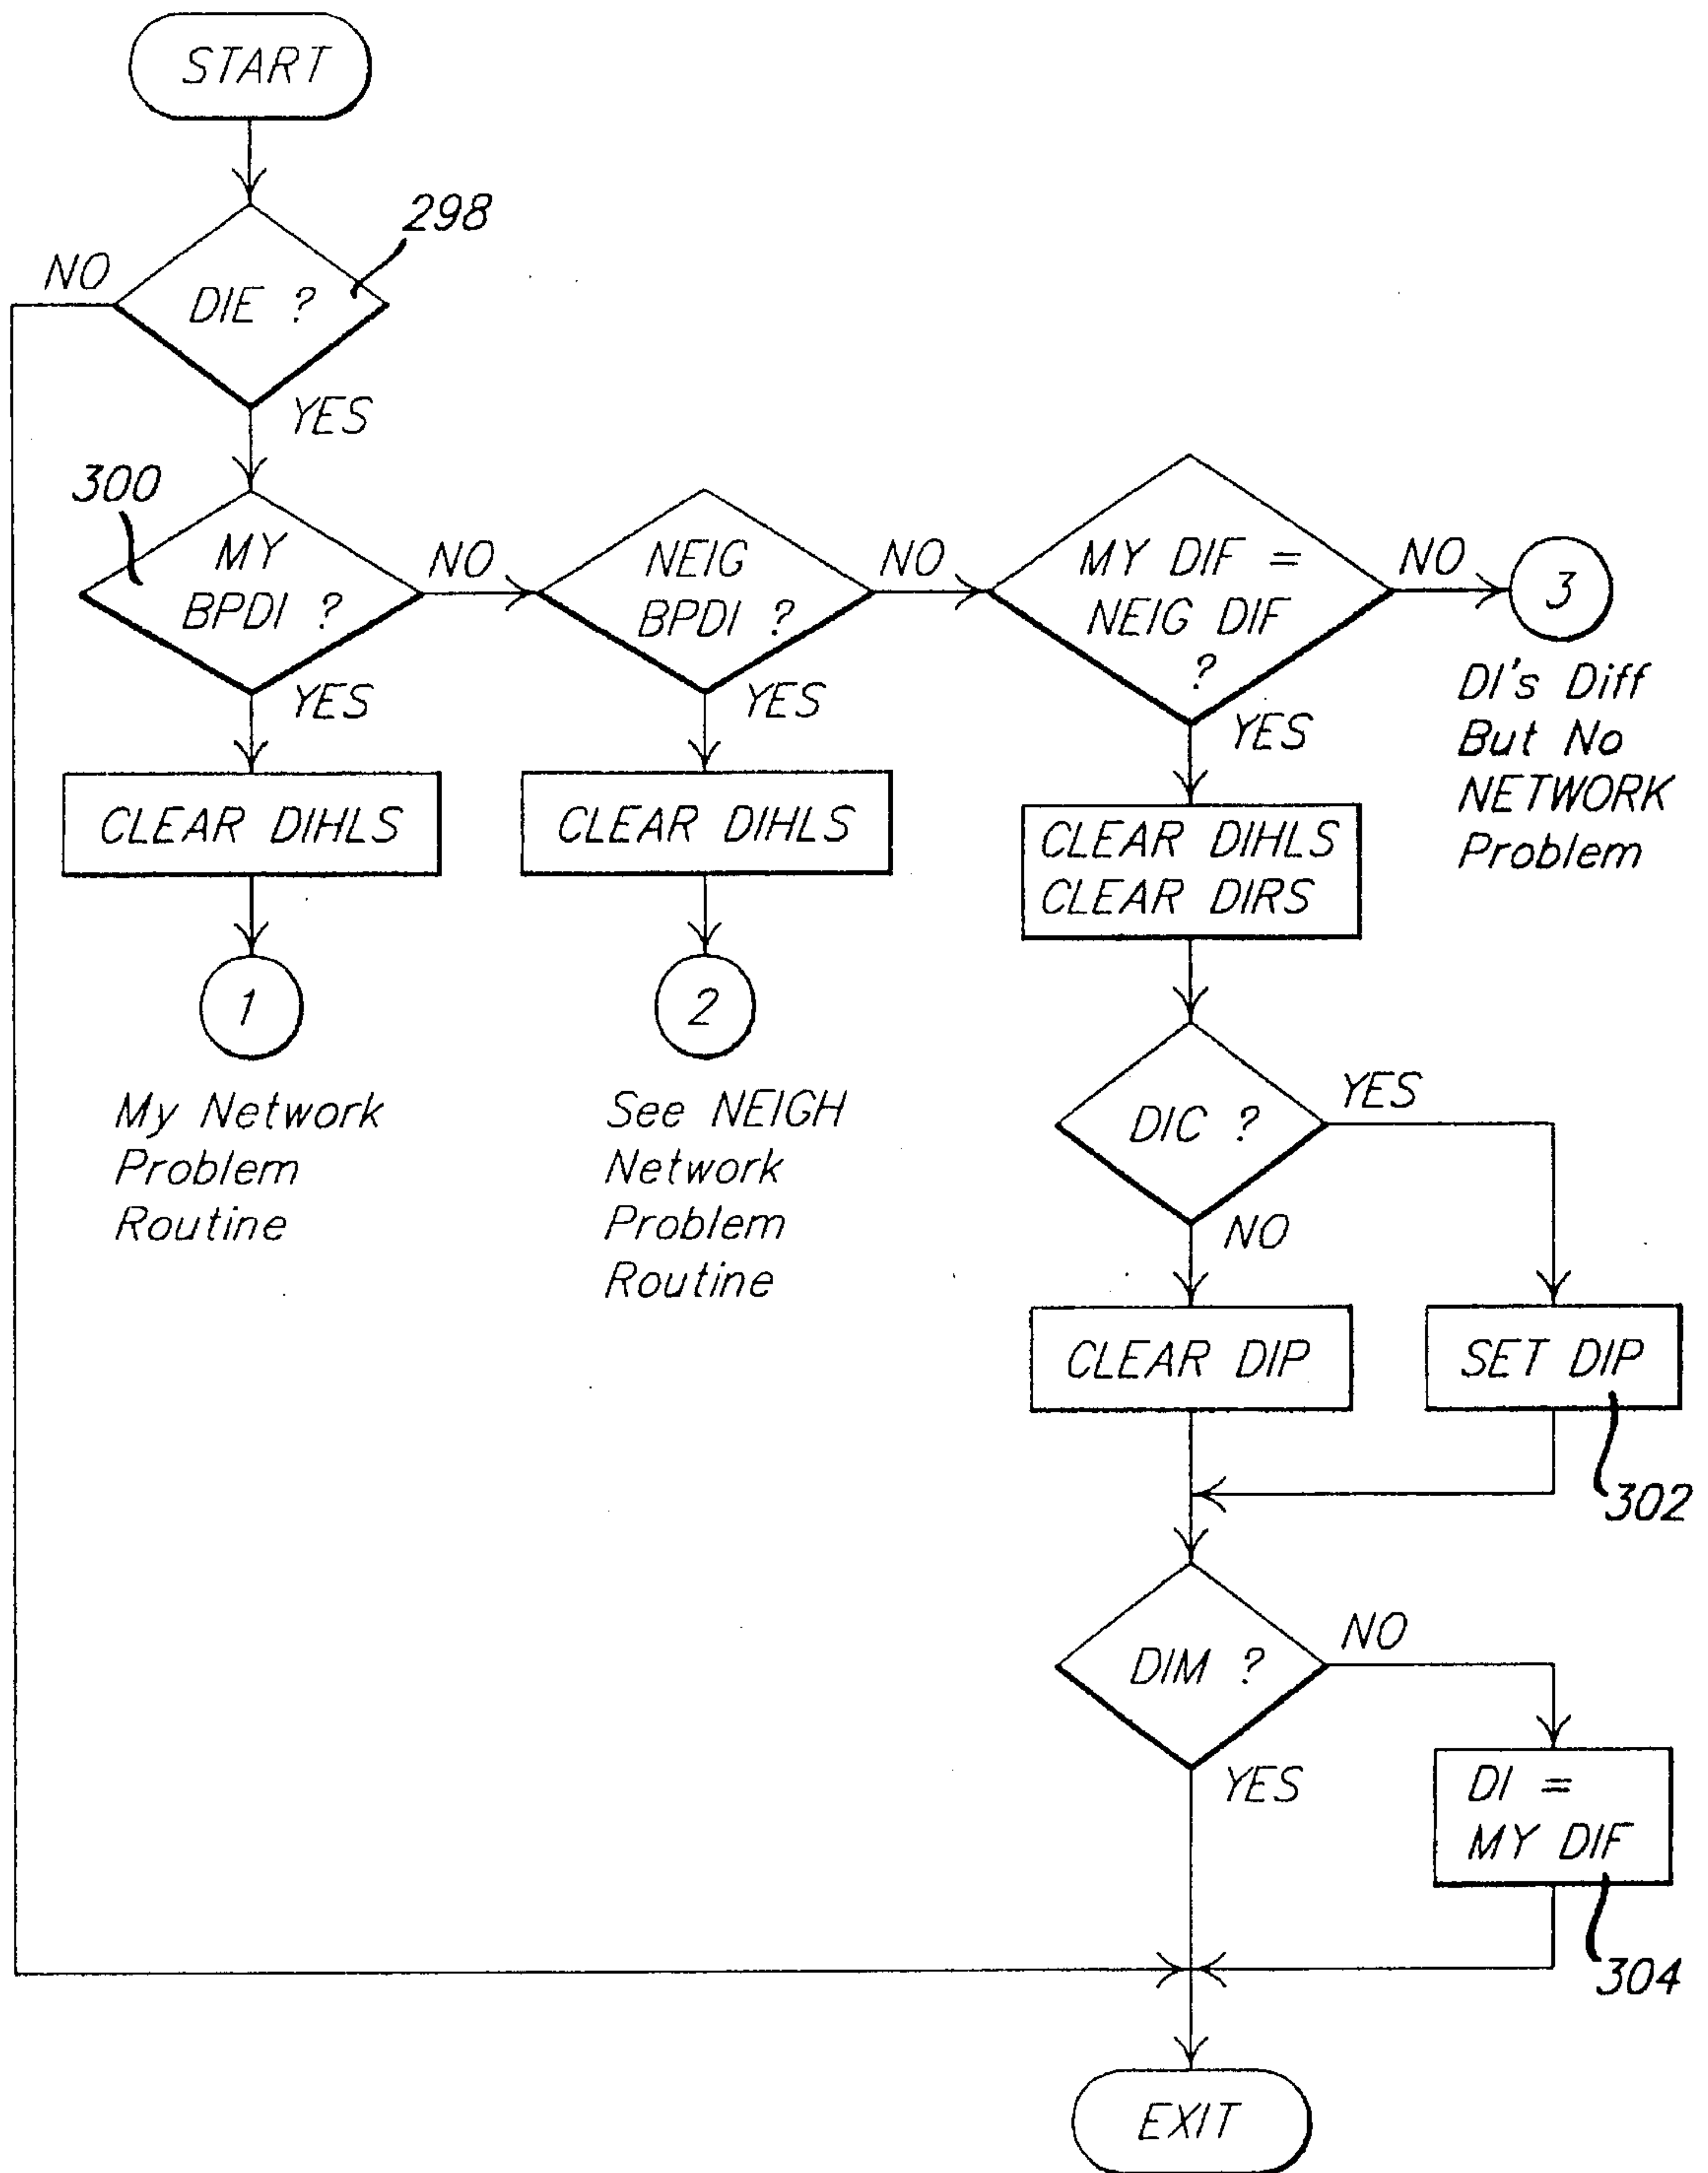 START
298
NO
DIE ?
YES
300
MY
BPDI ?
NO
NEIG
BPDI ?
NO
MY DIF =
NEIG DIF
?
NO
3
YES
YES
YES
DI's Diff
But No
NETWORK
Problem
CLEAR DIHLS
CLEAR DIHLS
CLEAR DIHLS
CLEAR DIRS
1
2
My Network
Problem
Routine
See NEIGH
Network
Problem
Routine
DIC ?
YES
NO
CLEAR DIP
SET DIP
302
DIM ?
NO
YES
DI =
MY DIF
304
EXIT